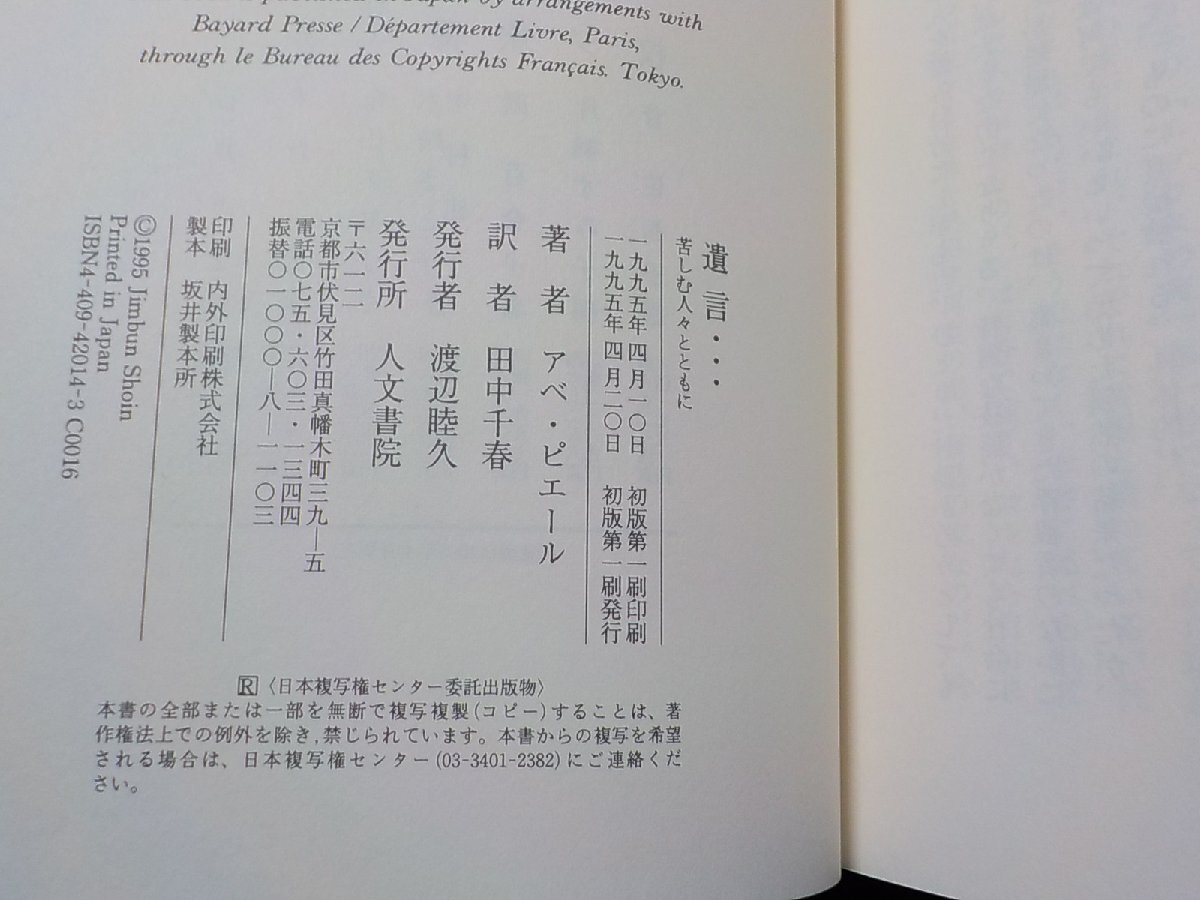 published in Japan by arrangements with
Bayard Presse / Département Livre, Paris,
through le Bureau des Copyrights Français. Tokyo.
遺言・・・
苦しむ人々とともに
一九九五年四月一〇日 初版第一刷印刷
一九九五年四月二〇日 初版第一刷発行
著者 アベ・ピエール
訳者 田中千春
発行者 渡辺睦久
発行所 人文書院
〒六一二
京都市伏見区竹田真幡木町三九―五
電話〇七五・六〇三・一三四四
振替〇一〇〇〇―八―一一〇三
印刷 内外印刷株式会社
製本 坂井製本所
©1995 Jimbun Shoin
Printed in Japan
ISBN4-409-42014-3 C0016
R〈日本複写権センター委託出版物〉
本書の全部または一部を無断で複写複製(コピー)することは、著
作権法上での例外を除き,禁じられています。本書からの複写を希望
される場合は、日本複写権センター(03-3401-2382)にご連絡くだ
さい。